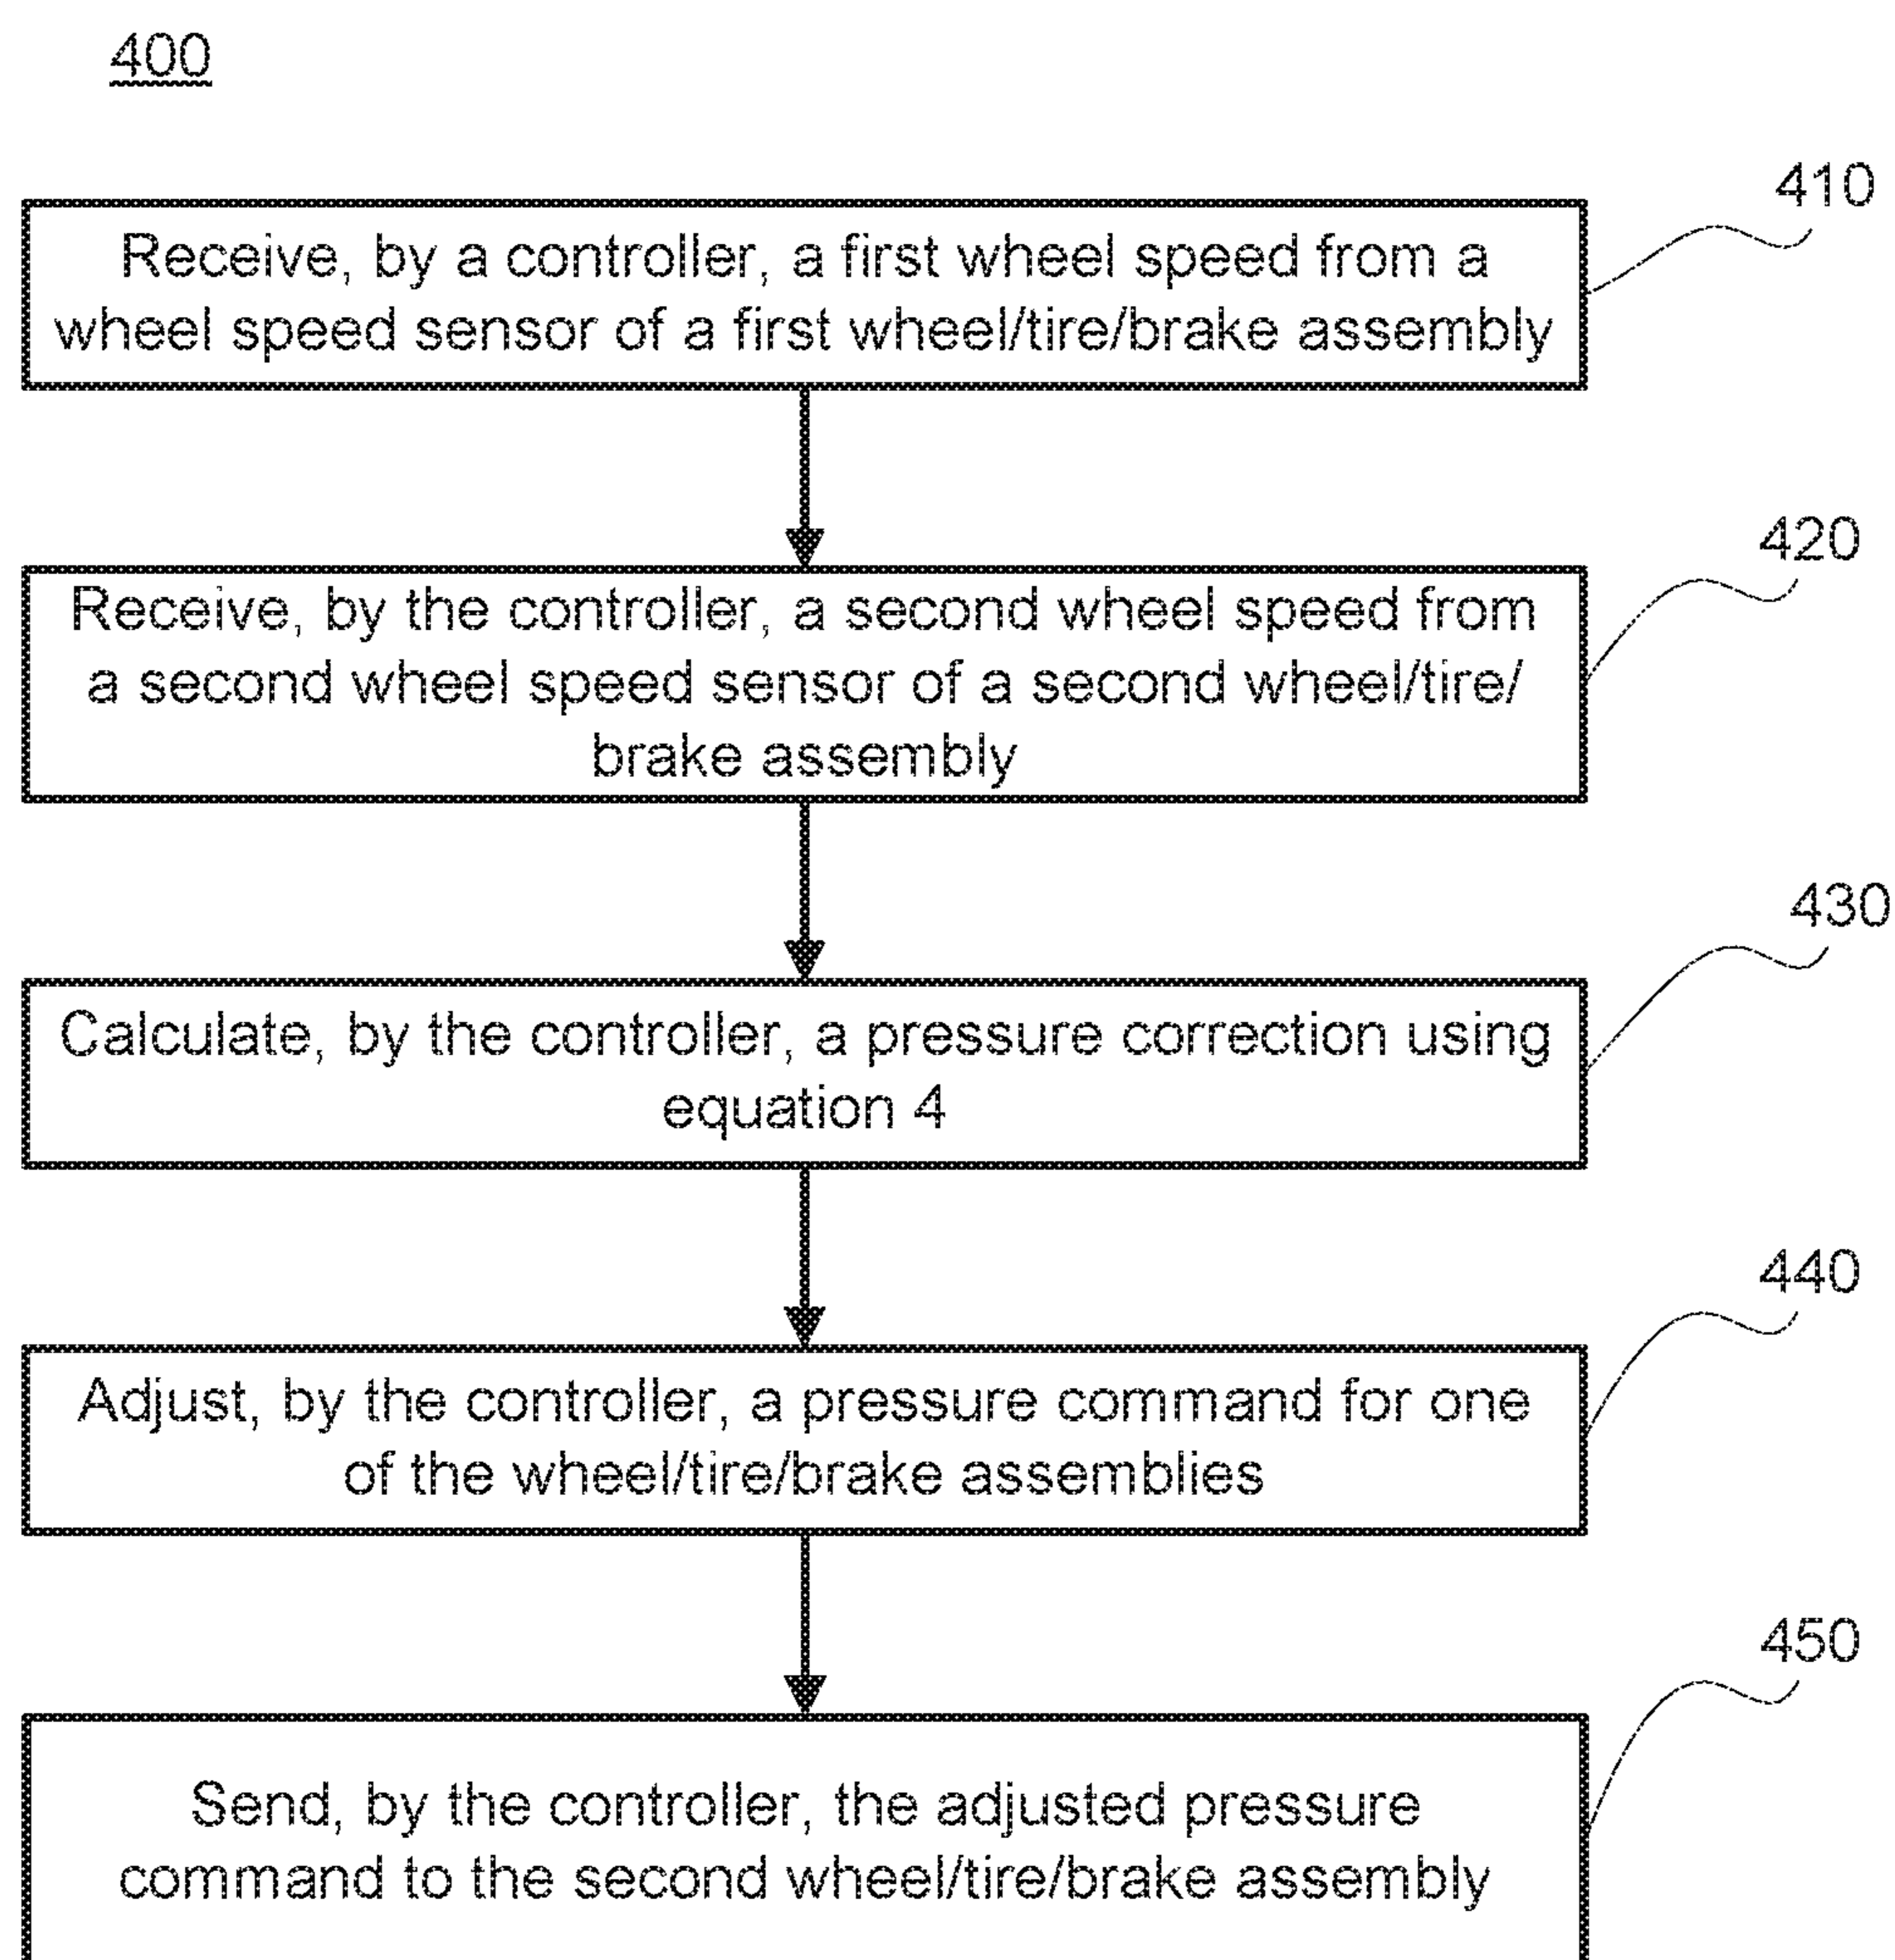 400
410
Receive, by a controller, a first wheel speed from a
wheel speed sensor of a first wheel/tire/brake assembly
420
Receive, by the controller, a second wheel speed from
a second wheel speed sensor of a second wheel/tire/
brake assembly
430
Calculate, by the controller, a pressure correction using
equation 4
440
Adjust, by the controller, a pressure command for one
of the wheel/tire/brake assemblies
450
Send, by the controller, the adjusted pressure
command to the second wheel/tire/brake assembly